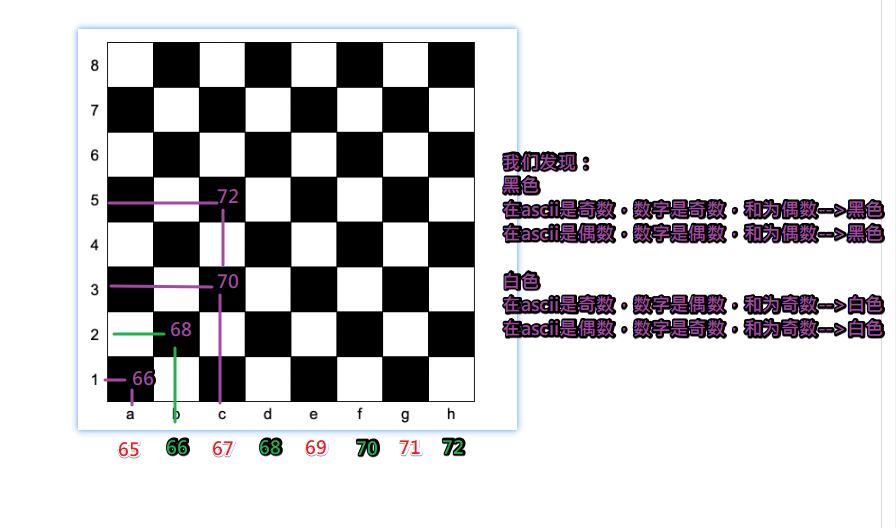 8
7
6
我们发现：
黑色
5 72
在ascii是奇数，数字是奇数，和为偶数-->黑色
在ascii是偶数，数字是偶数，和为偶数-->黑色
4
3 70
白色
在ascii是奇数，数字是偶数，和为奇数-->白色
在ascii是偶数，数字是奇数，和为奇数-->白色
2 68
1 66
a b c d e f g h
65 66 67 68 69 70 71 72